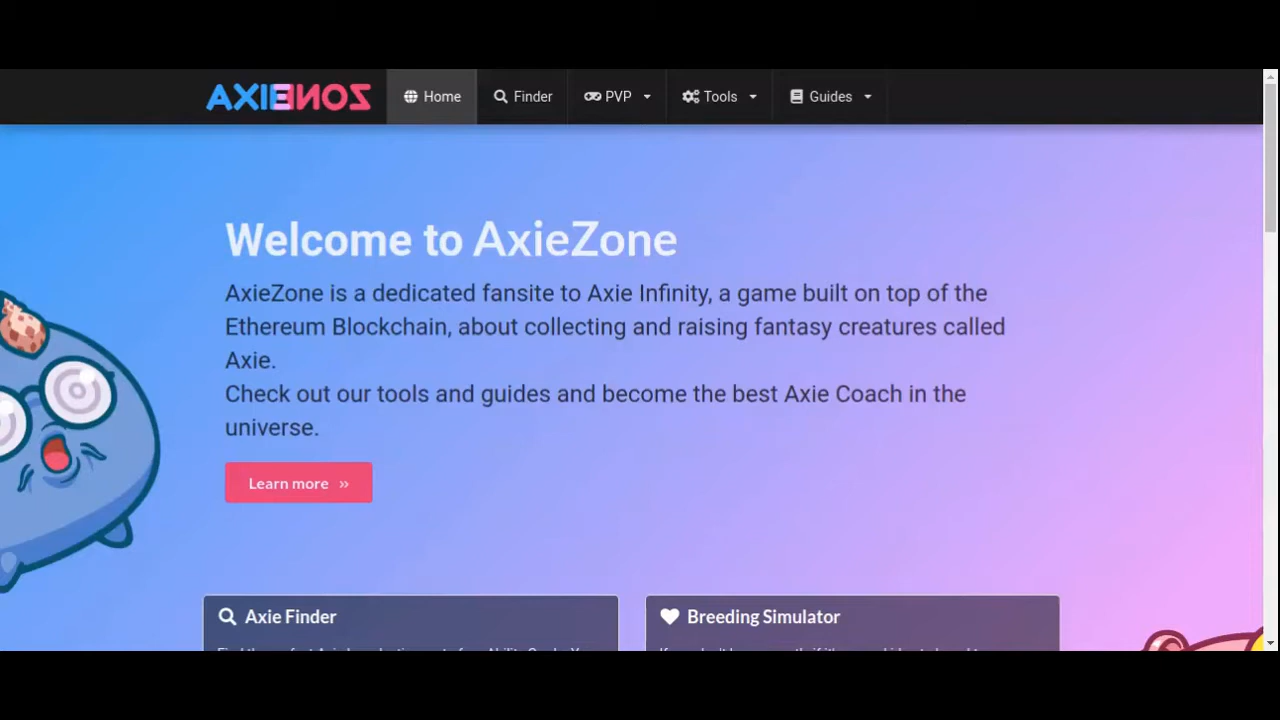 AXIEZONE Home Finder PVP Tools Guides
Welcome to AxieZone
AxieZone is a dedicated fansite to Axie Infinity, a game built on top of the
Ethereum Blockchain, about collecting and raising fantasy creatures called
Axie.
Check out our tools and guides and become the best Axie Coach in the
universe.
Learn more »
Axie Finder
Breeding Simulator